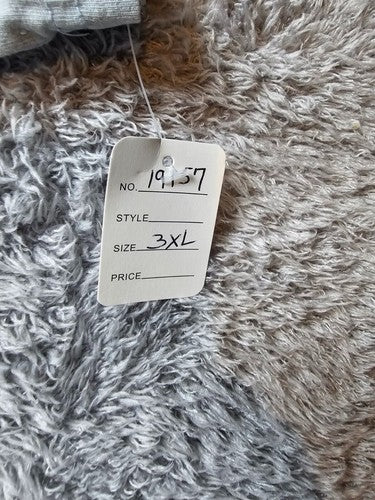 NO. 19157
STYLE
SIZE 3XL
PRICE